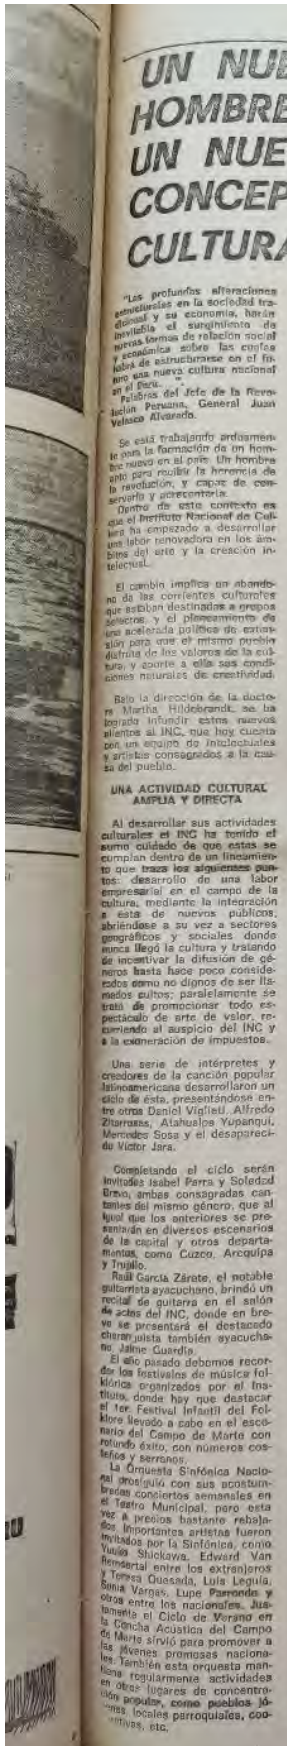 UN NUE
HOMBRE
UN NUE
CONCEP
CULTURA
"Las profundas alteraciones
estructurales en la sociedad tra-
dicional y su economía, harán
inevitable el surgimiento de
nuevas formas de relación social
y económica sobre las cuales
habrá de estructurarse en el fu-
turo una nueva cultura nacional
en el Perú. . ."
Palabras del Jefe de la Revo-
lución Peruana, General Juan
Velasco Alvarado.
Se está trabajando arduamen-
te para la formación de un hom-
bre nuevo en el país. Un hombre
apto para recibir la herencia de
la revolución, y capaz de con-
servarla y acrecentarla.
Dentro de este contexto es
que el Instituto Nacional de Cul-
tura ha empezado a desarrollar
una labor renovadora en los ám-
bitos del arte y la creación in-
telectual.
El cambio implica un abando-
no de las corrientes culturales
que estaban destinadas a grupos
selectos, y el planeamiento de
una acelerada política de exten-
sión para que el mismo pueblo
disfrute de los valores de la cul-
tura, y aporte a ella sus condi-
ciones naturales de creatividad.
Bajo la dirección de la docto-
ra Martha Hildebrandt, se ha
logrado infundir estos nuevos
alientos al INC, que hoy cuenta
con un equipo de intelectuales
y artistas consagrados a la cau-
sa del pueblo.
UNA ACTIVIDAD CULTURAL
AMPLIA Y DIRECTA
Al desarrollar sus actividades
culturales el INC ha tenido el
sumo cuidado de que estas se
cumplan dentro de un lineamien-
to que traza los siguientes pun-
tos: desarrollo de una labor
empresarial en el campo de la
cultura, mediante la integración
a ésta de nuevos públicos,
abriéndose a su vez a sectores
geográficos y sociales donde
nunca llegó la cultura y tratando
de incentivar la difusión de gé-
neros hasta hace poco conside-
rados como no dignos de ser lla-
mados cultos; paralelamente se
trató de promocionar todo es-
pectáculo de arte de valor, re-
curriendo al auspicio del INC y
a la exoneración de impuestos.
Una serie de intérpretes y
creadores de la canción popular
latinoamericana desarrollaron un
ciclo de ésta, presentándose en-
tre otros Daniel Viglieti, Alfredo
Zitarrosas, Atahualpa Yupanqui,
Mercedes Sosa y el desapareci-
do Víctor Jara.
Completando el ciclo serán
invitadas Isabel Parra y Soledad
Bravo, ambas consagradas can-
tantes del mismo género, que al
igual que los anteriores se pre-
sentarán en diversos escenarios
de la capital y otros departa-
mentos, como Cuzco, Arequipa
y Trujillo.
Raúl García Zárate, el notable
guitarrista ayacuchano, brindó un
recital de guitarra en el salón
de actos del INC, donde en bre-
ve se presentará el destacado
charanguista también ayacucha-
no, Jaime Guardia.
El año pasado debemos recor-
dar los festivales de música fol-
klórica organizados por el Ins-
tituto, donde hay que destacar
el 1er. Festival Infantil del Fol-
klore llevado a cabo en el esce-
nario del Campo de Marte con
rotundo éxito, con números cos-
teños y serranos.
La Orquesta Sinfónica Nacio-
nal prosiguió con sus acostum-
brados conciertos semanales en
el Teatro Municipal, pero esta
vez a precios bastante rebaja-
dos. Importantes artistas fueron
invitados por la Sinfónica, como
Shickawa, Edward Van
Remoortal entre los extranjeros
y Teresa Quesada, Luis Leguía,
Sonia Vargas, Lupe Parrondo y
otros entre los nacionales. Jus-
tamente el Ciclo de Verano en
la Concha Acústica del Campo
de Marte sirvió para promover a
las jóvenes promesas naciona-
les. También esta orquesta man-
tiene regularmente actividades
en otros lugares de concentra-
ción popular, como pueblos jó-
venes, locales parroquiales, coo-
perativas, etc.